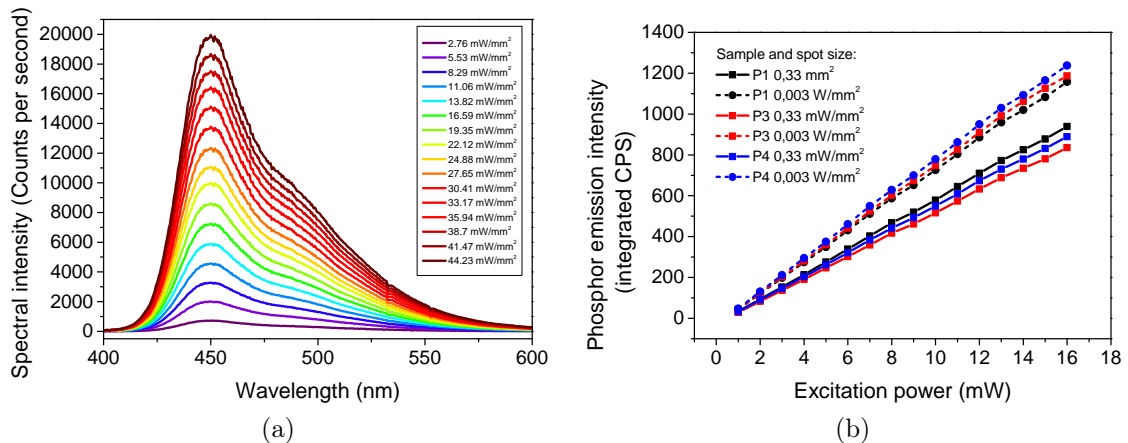 20000
18000
16000
14000
12000
10000
8000
6000
4000
2000
0
Spectral intensity (Counts per second)
2.76 mW/mm²
5.53 mW/mm²
8.29 mW/mm²
11.06 mW/mm²
13.82 mW/mm²
16.59 mW/mm²
19.35 mW/mm²
22.12 mW/mm²
24.88 mW/mm²
27.65 mW/mm²
30.41 mW/mm²
33.17 mW/mm²
35.94 mW/mm²
38.7 mW/mm²
41.47 mW/mm²
44.23 mW/mm²
400 450 500 550 600
Wavelength (nm)
(a)
1400
1200
1000
800
600
400
200
0
Phosphor emission intensity
(integrated CPS)
Sample and spot size:
P1 0,33 mm²
P1 0,003 W/mm²
P3 0,33 mW/mm²
P3 0,003 W/mm²
P4 0,33 mW/mm²
P4 0,003 W/mm²
0 2 4 6 8 10 12 14 16 18
Excitation power (mW)
(b)